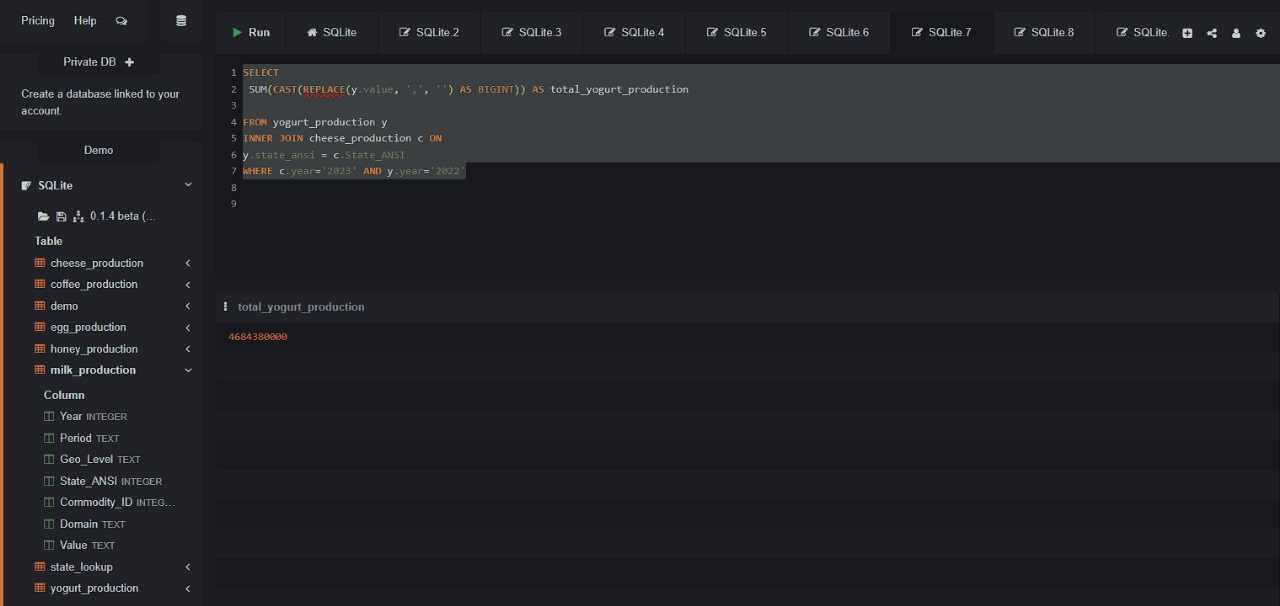 Pricing Help
Run SQLite SQLite.2 SQLite.3 SQLite.4 SQLite.5 SQLite.6 SQLite.7 SQLite.8 SQLite.
Private DB
Create a database linked to your
account.
Demo
SQLite
0.1.4 beta (...
Table
cheese_production
coffee_production
demo
egg_production
honey_production
milk_production
Column
Year INTEGER
Period TEXT
Geo_Level TEXT
State_ANSI INTEGER
Commodity_ID INTEG...
Domain TEXT
Value TEXT
state_lookup
yogurt_production
1 SELECT
2 SUM(CAST(REPLACE(y.value, ',', '') AS BIGINT)) AS total_yogurt_production
3
4 FROM yogurt_production y
5 INNER JOIN cheese_production c ON
6 y.state_ansi = c.State_ANSI
7 WHERE c.year='2023' AND y.year='2022'
8
9
total_yogurt_production
4684380000